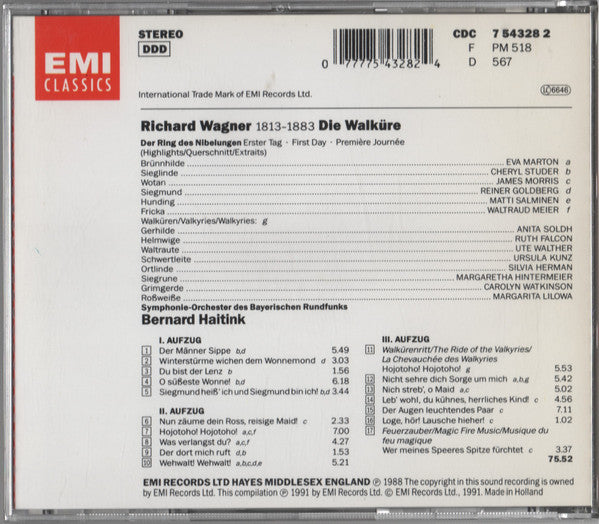 EMI
CLASSICS
STEREO
DDD
0 77775 43282 4
CDC 7 54328 2
F PM 518
D 567
International Trade Mark of EMI Records Ltd.
LC 6646
Richard Wagner 1813-1883 Die Walküre
Der Ring des Nibelungen Erster Tag · First Day · Première Journée
(Highlights/Querschnitt/Extraits)
Brünnhilde EVA MARTON a
Sieglinde CHERYL STUDER b
Wotan JAMES MORRIS c
Siegmund REINER GOLDBERG d
Hunding MATTI SALMINEN e
Fricka WALTRAUD MEIER f
Walküren/Valkyries/Walkyries: g
Gerhilde ANITA SOLDH
Helmwige RUTH FALCON
Waltraute UTE WALTHER
Schwertleite URSULA KUNZ
Ortlinde SILVIA HERMAN
Siegrune MARGARETHA HINTERMEIER
Grimgerde CAROLYN WATKINSON
Roßweiße MARGARITA LILOWA
Symphonie-Orchester des Bayerischen Rundfunks
Bernard Haitink
I. AUFZUG
1 Der Männer Sippe b,d 5.49
2 Winterstürme wichen dem Wonnemond d 3.03
3 Du bist der Lenz b 1.56
4 O süßeste Wonne! b,d 6.18
5 Siegmund heiß' ich und Siegmund bin ich! b,d 3.44
II. AUFZUG
6 Nun zäume dein Ross, reisige Maid! c 2.33
7 Hojotoho! Hojotoho! a,c,f 7.00
8 Was verlangst du? a,c,f 4.27
9 Der dort mich ruft d,b 1.53
10 Wehwalt! Wehwalt! a,b,c,d,e 5.21
III. AUFZUG
11 Walkürenritt/The Ride of the Valkyries/
La Chevauchée des Walkyries
Hojotoho! Hojotoho! g 5.53
12 Nicht sehre dich Sorge um mich a,b,g 5.42
13 Nich streb', o Maid a,c 5.02
14 Leb' wohl, du kühnes, herrliches Kind! c 4.56
15 Der Augen leuchtendes Paar c 7.11
16 Loge, hör! Lausche hieher! c 1.02
17 Feuerzauber/Magic Fire Music/Musique du
feu magique
Wer meines Speeres Spitze fürchtet c 3.37
75.52
EMI RECORDS LTD HAYES MIDDLESEX ENGLAND ℗ 1988 The copyright in this sound recording is owned
by EMI Records Ltd. This compilation ℗ 1991 by EMI Records Ltd. © EMI Records Ltd., 1991. Made in Holland